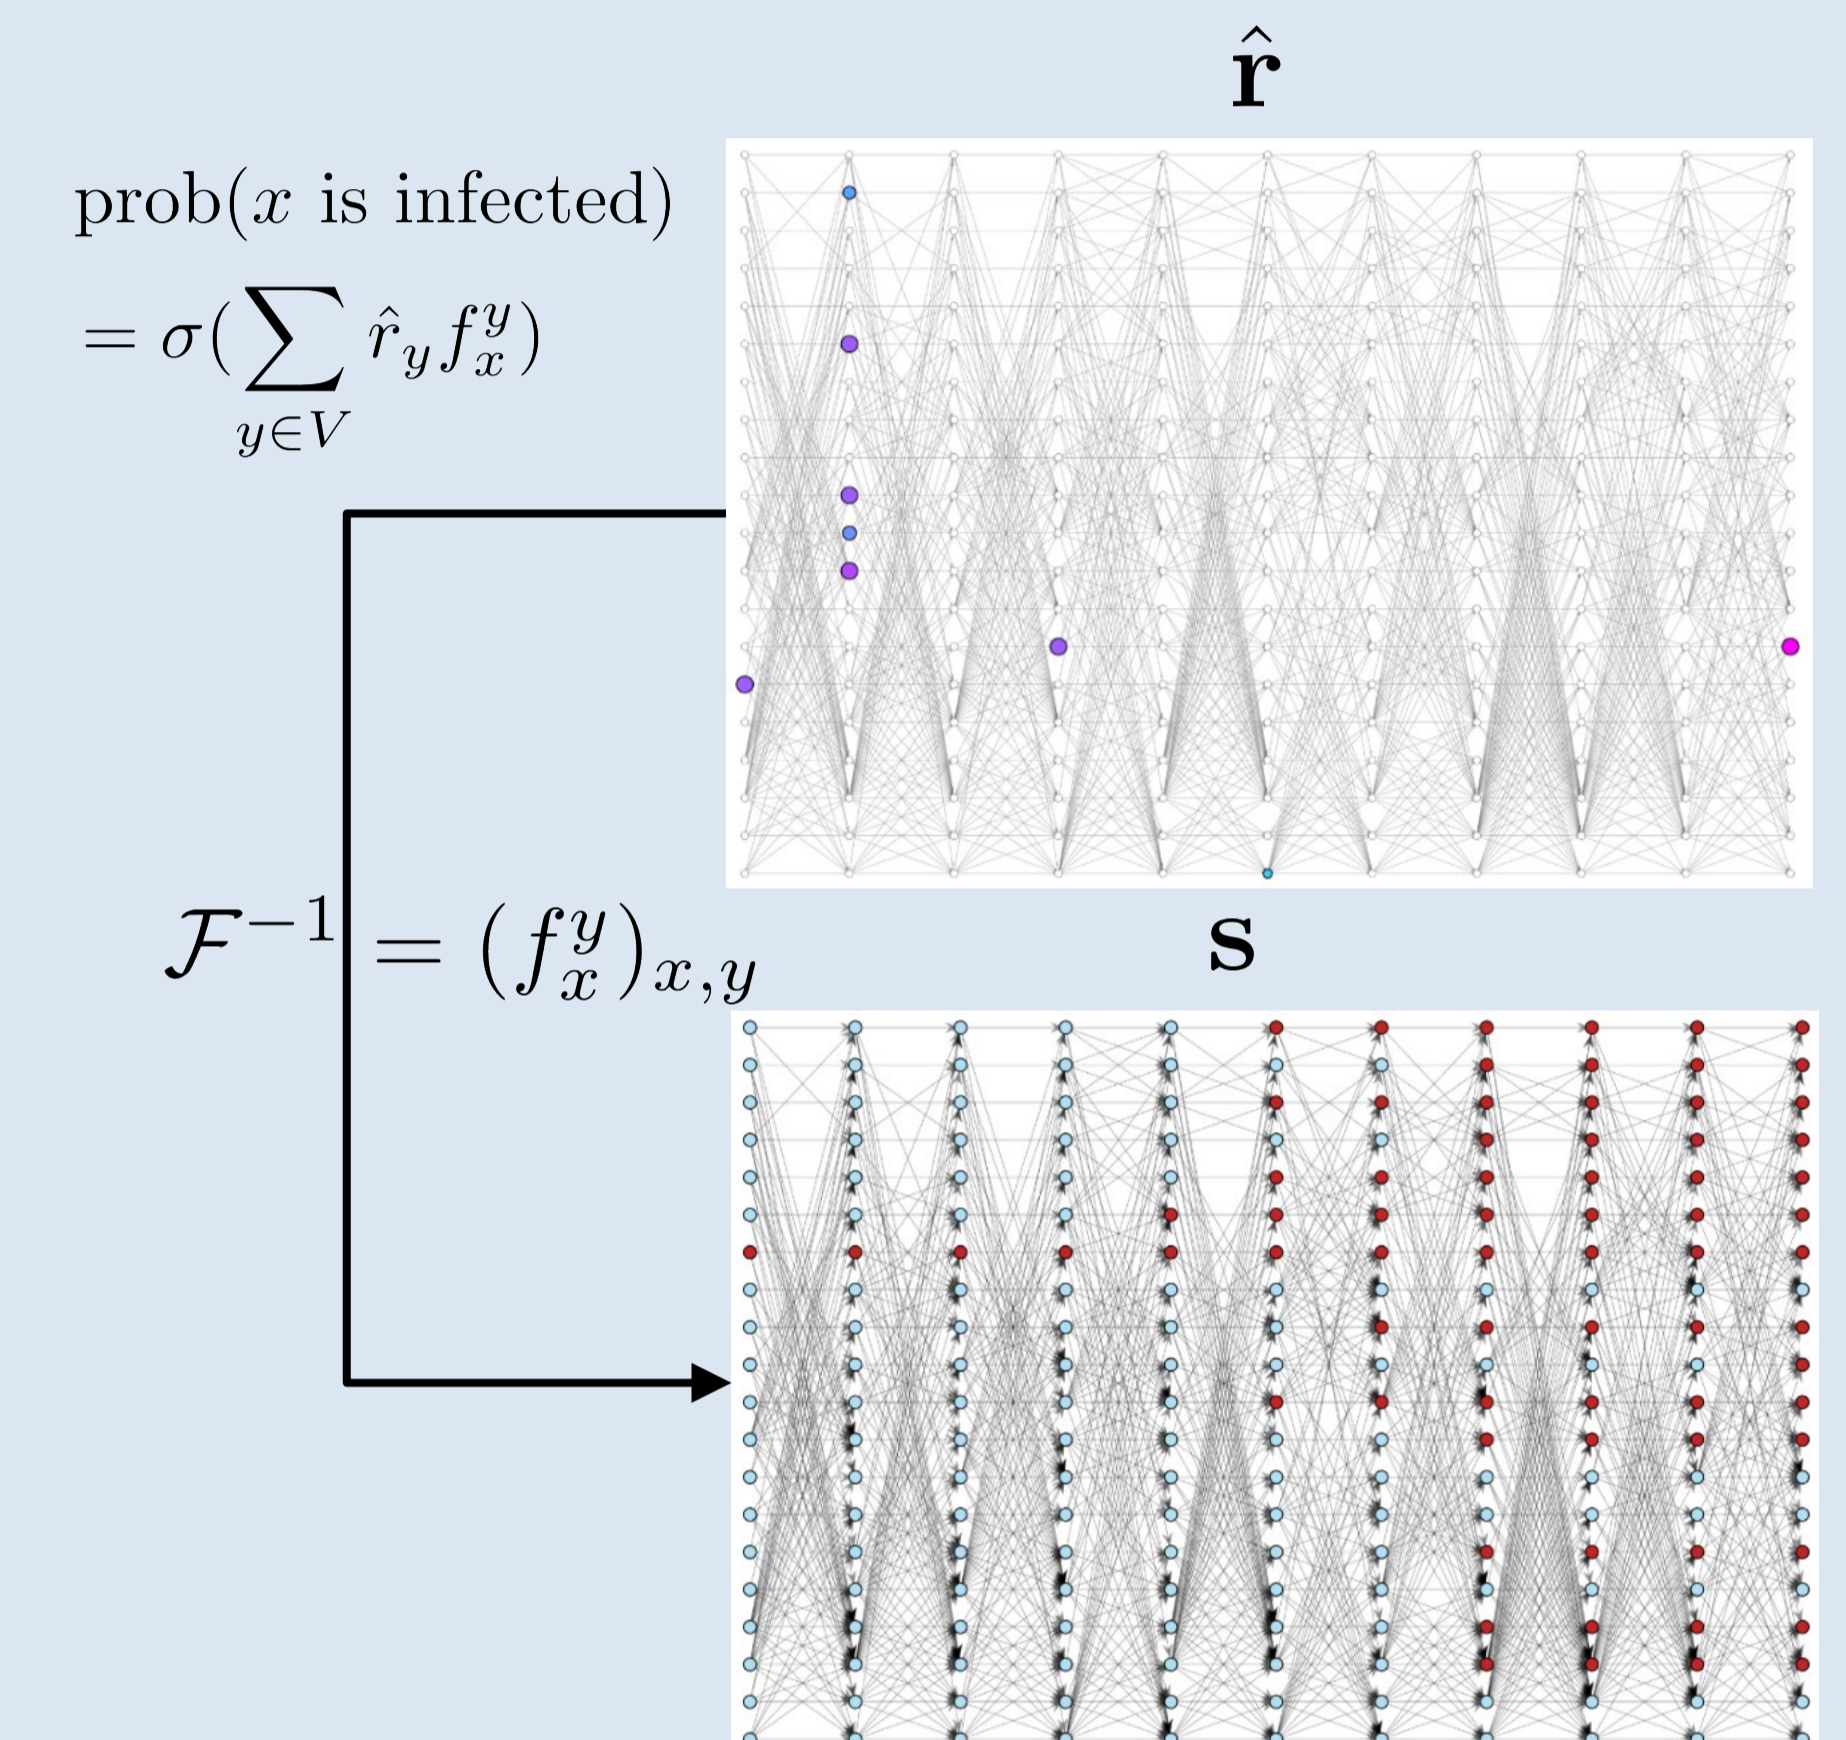 r̂
prob(x is infected)
= σ(∑_{y∈V} r̂_y f_x^y)
𝓕^{-1} = (f_x^y)_{x,y}
s